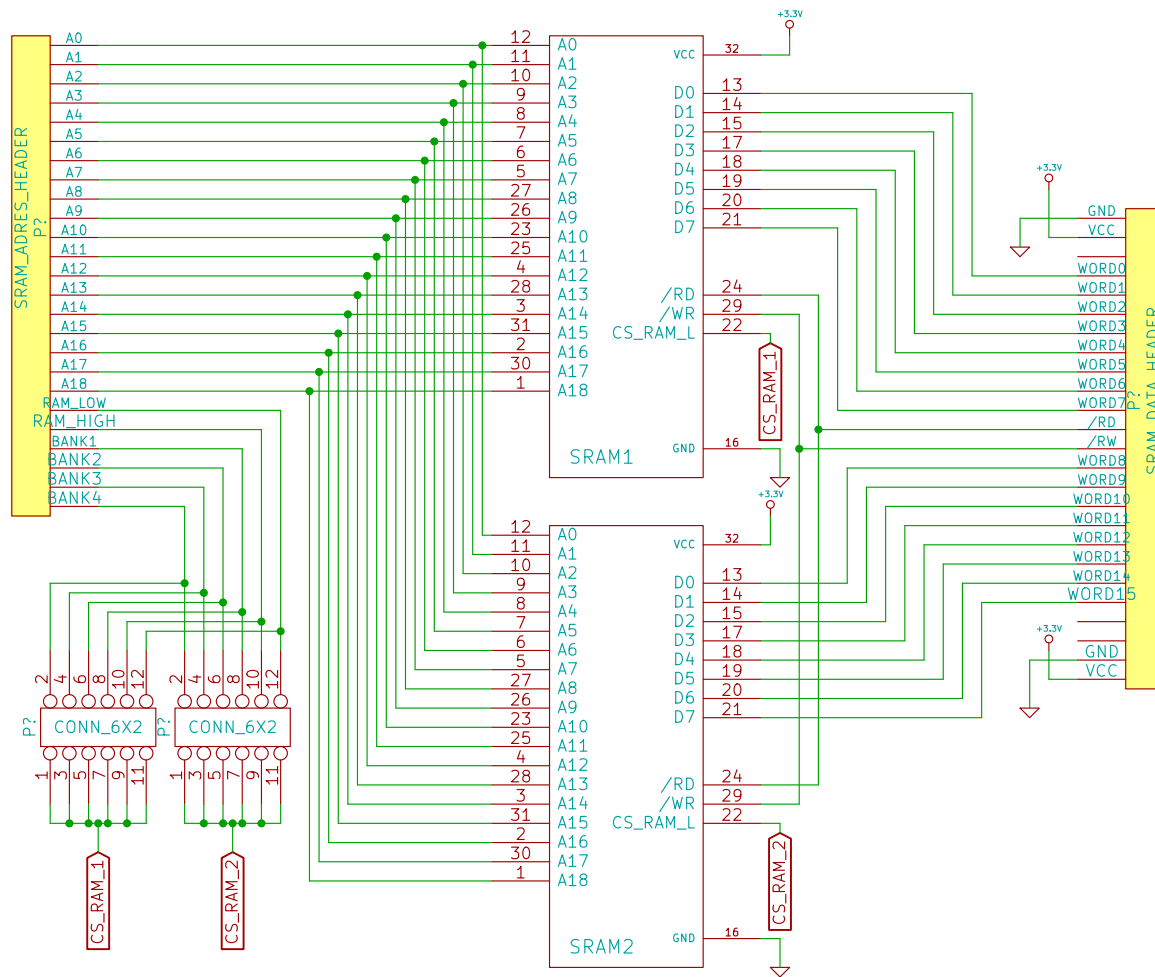 SRAM_ADRES_HEADER
P?
A0
A1
A2
A3
A4
A5
A6
A7
A8
A9
A10
A11
A12
A13
A14
A15
A16
A17
A18
RAM_LOW
RAM_HIGH
BANK1
BANK2
BANK3
BANK4
12 A0
11 A1
10 A2
9 A3
8 A4
7 A5
6 A6
5 A7
27 A8
26 A9
23 A10
25 A11
4 A12
28 A13
3 A14
31 A15
2 A16
30 A17
1 A18
+3.3V
VCC 32
D0 13
D1 14
D2 15
D3 17
D4 18
D5 19
D6 20
D7 21
/RD 24
/WR 29
CS_RAM_L 22
CS_RAM_1
GND 16
SRAM1
+3.3V
GND
VCC
WORD0
WORD1
WORD2
WORD3
WORD4
WORD5
WORD6
WORD7
/RD
/RW
WORD8
WORD9
WORD10
WORD11
WORD12
WORD13
WORD14
WORD15
+3.3V
GND
VCC
P?
SRAM_DATA_HEADER
12 A0
11 A1
10 A2
9 A3
8 A4
7 A5
6 A6
5 A7
27 A8
26 A9
23 A10
25 A11
4 A12
28 A13
3 A14
31 A15
2 A16
30 A17
1 A18
+3.3V
VCC 32
D0 13
D1 14
D2 15
D3 17
D4 18
D5 19
D6 20
D7 21
/RD 24
/WR 29
CS_RAM_L 22
CS_RAM_2
GND 16
SRAM2
2 4 6 8 10 12
P?
CONN_6X2
1 3 5 7 9 11
CS_RAM_1
2 4 6 8 10 12
P?
CONN_6X2
1 3 5 7 9 11
CS_RAM_2